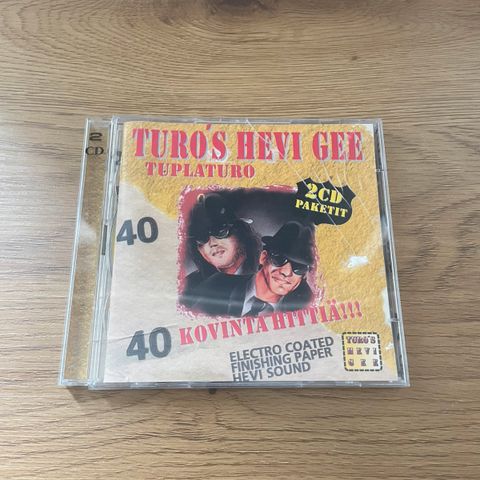 2
CD
TURO'S HEVI GEE
TUPLATURO
2CD
PAKETIT
40
40
KOVINTA HITTIÄ!!!
ELECTRO COATED
FINISHING PAPER
HEVI SOUND
TURO'S
HEVI
GEE